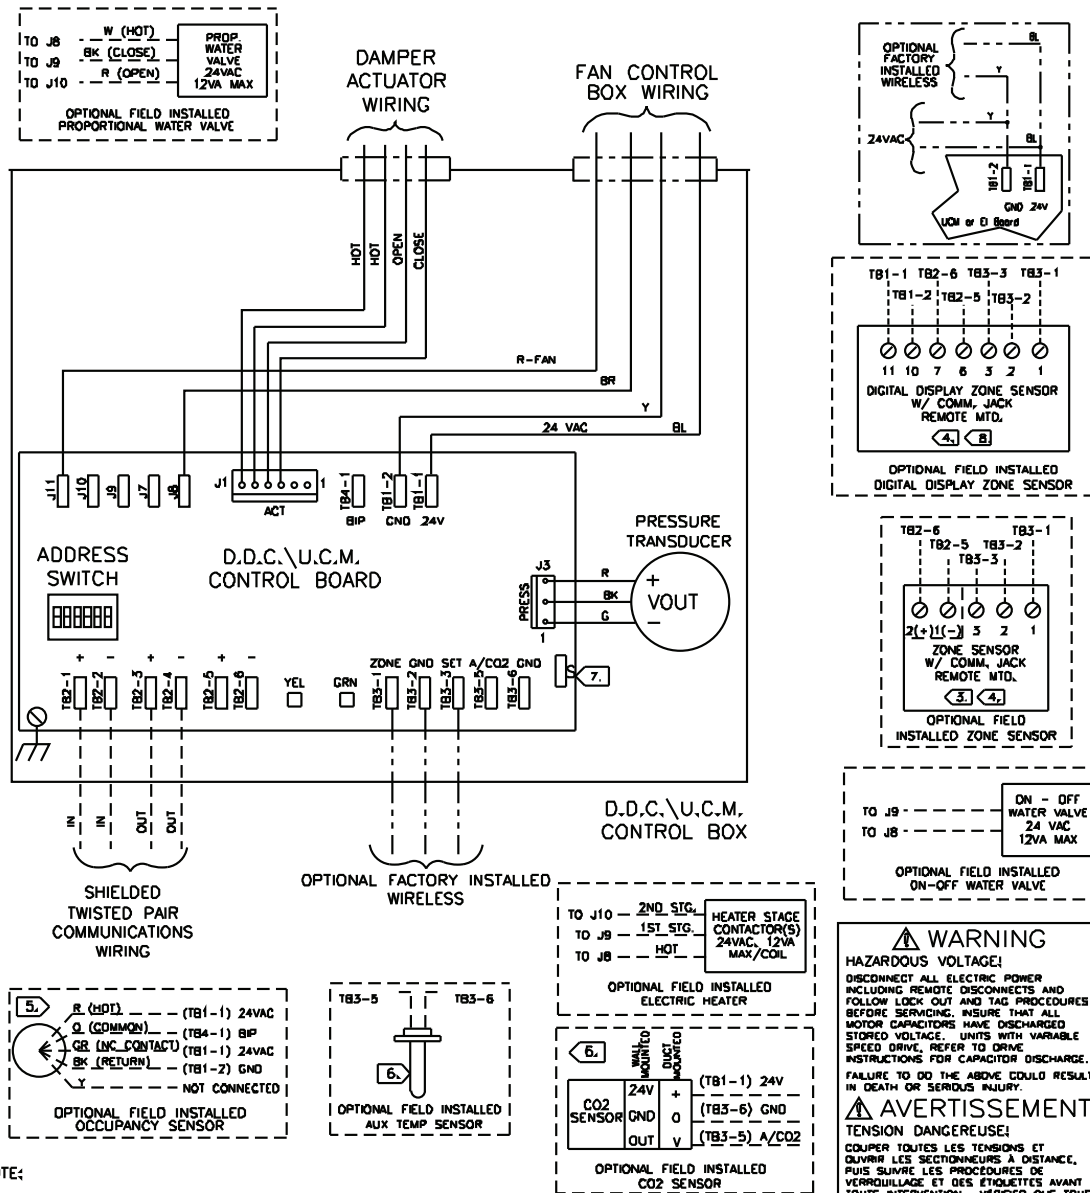 TO J8
W (HOT)
TO J9
BK (CLOSE)
TO J10
R (OPEN)
PROP.
WATER
VALVE
24VAC
12VA MAX
OPTIONAL FIELD INSTALLED
PROPORTIONAL WATER VALVE
DAMPER
ACTUATOR
WIRING
FAN CONTROL
BOX WIRING
OPTIONAL
FACTORY
INSTALLED
WIRELESS
BL
Y
24VAC
Y
BL
TB1-2
TB1-1
GND 24V
UCM or EI Board
HOT
HOT
OPEN
CLOSE
R-FAN
BR
Y
24 VAC
BL
TB1-1 TB2-6 TB3-3 TB3-1
TB1-2 TB2-5 TB3-2
11 10 7 6 3 2 1
DIGITAL DISPLAY ZONE SENSOR
W/ COMM. JACK
REMOTE MTD.
4. 8.
OPTIONAL FIELD INSTALLED
DIGITAL DISPLAY ZONE SENSOR
J11
J10
J9
J7
J8
J1
1
ACT
TB4-1
BIP
TB1-2
GND
TB1-1
24V
ADDRESS
SWITCH
D.D.C.\U.C.M.
CONTROL BOARD
PRESSURE
TRANSDUCER
J3
PRESS
1
R
BK
G
+
VOUT
−
TB2-6 TB3-1
TB2-5 TB3-2
TB3-3
2(+) 1(-) 3 2 1
ZONE SENSOR
W/ COMM. JACK
REMOTE MTD.
3. 4.
OPTIONAL FIELD
INSTALLED ZONE SENSOR
+ - + - + -
TB2-1
TB2-2
TB2-3
TB2-4
TB2-5
TB2-6
YEL
GRN
ZONE GND SET A/CO2 GND
TB3-1
TB3-2
TB3-3
TB3-5
TB3-6
S
7.
IN
IN
OUT
OUT
SHIELDED
TWISTED PAIR
COMMUNICATIONS
WIRING
OPTIONAL FACTORY INSTALLED
WIRELESS
D.D.C.\U.C.M.
CONTROL BOX
TO J9
TO J8
ON - OFF
WATER VALVE
24 VAC
12VA MAX
OPTIONAL FIELD INSTALLED
ON-OFF WATER VALVE
TO J10
2ND STG.
TO J9
1ST STG.
TO J8
HOT
HEATER STAGE
CONTACTOR(S)
24VAC, 12VA
MAX/COIL
OPTIONAL FIELD INSTALLED
ELECTRIC HEATER
5.
R (HOT) (TB1-1) 24VAC
O (COMMON) (TB4-1) BIP
GR (NC CONTACT) (TB1-1) 24VAC
BK (RETURN) (TB1-2) GND
Y NOT CONNECTED
OPTIONAL FIELD INSTALLED
OCCUPANCY SENSOR
TB3-5 TB3-6
6.
OPTIONAL FIELD INSTALLED
AUX TEMP SENSOR
6.
WALL MOUNTED
DUCT MOUNTED
CO2
SENSOR
24V + (TB1-1) 24V
GND 0 (TB3-6) GND
OUT V (TB3-5) A/CO2
OPTIONAL FIELD INSTALLED
CO2 SENSOR
WARNING
HAZARDOUS VOLTAGE!
DISCONNECT ALL ELECTRIC POWER
INCLUDING REMOTE DISCONNECTS AND
FOLLOW LOCK OUT AND TAG PROCEDURES
BEFORE SERVICING. INSURE THAT ALL
MOTOR CAPACITORS HAVE DISCHARGED
STORED VOLTAGE. UNITS WITH VARIABLE
SPEED DRIVE, REFER TO DRIVE
INSTRUCTIONS FOR CAPACITOR DISCHARGE.
FAILURE TO DO THE ABOVE COULD RESULT
IN DEATH OR SERIOUS INJURY.
AVERTISSEMENT
TENSION DANGEREUSE!
COUPER TOUTES LES TENSIONS ET
OUVRIR LES SECTIONNEURS À DISTANCE,
PUIS SUIVRE LES PROCÉDURES DE
VERROUILLAGE ET DES ÉTIQUETTES AVANT